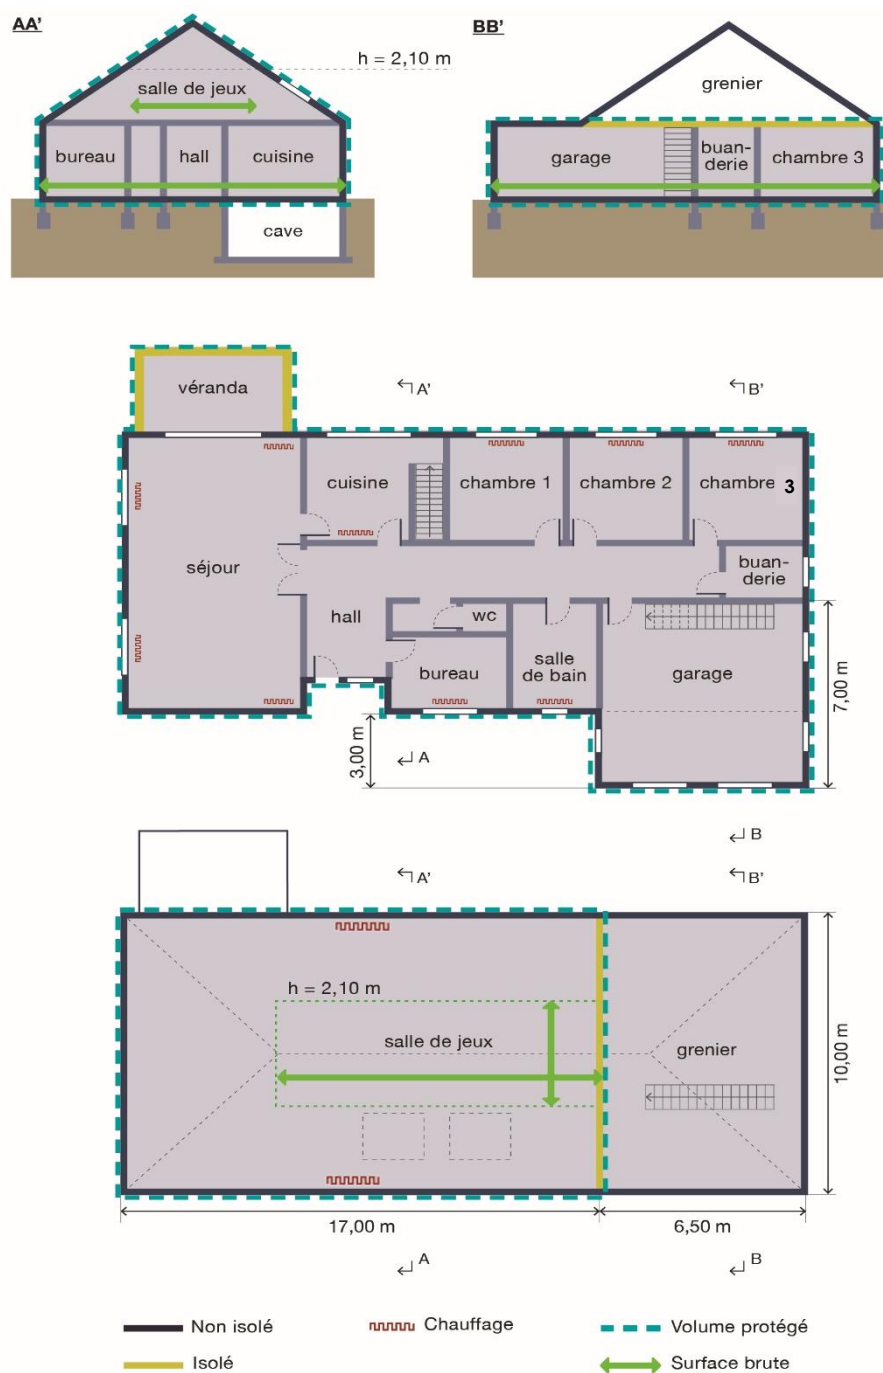 AA'
h = 2,10 m
salle de jeux
bureau
hall
cuisine
cave
BB'
grenier
garage
buan-
derie
chambre 3
véranda
A'
B'
cuisine
chambre 1
chambre 2
chambre 3
séjour
buan-
derie
hall
wc
bureau
salle
de bain
garage
7,00 m
3,00 m
A
B
A'
B'
h = 2,10 m
salle de jeux
grenier
10,00 m
17,00 m
6,50 m
A
B
Non isolé
Chauffage
Volume protégé
Isolé
Surface brute